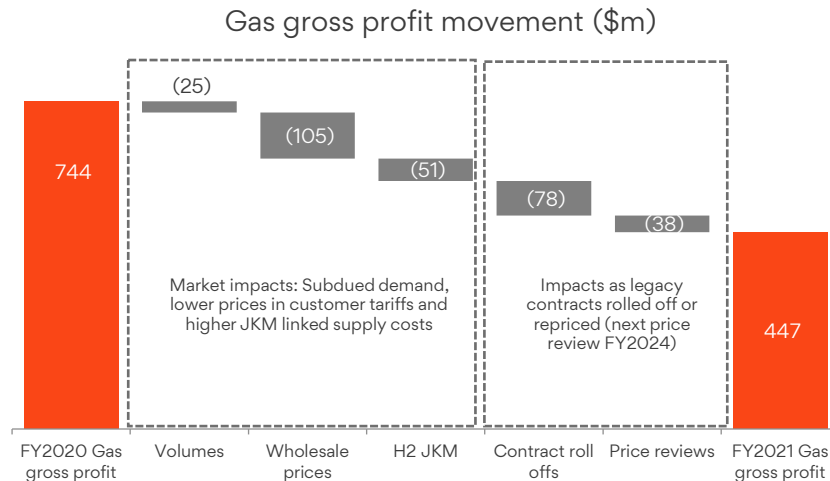 Gas gross profit movement ($m)
(25)
(105)
744
(51)
(78)
(38)
Market impacts: Subdued demand,
lower prices in customer tariffs and
higher JKM linked supply costs
Impacts as legacy
contracts rolled off or
repriced (next price
review FY2024)
447
FY2020 Gas
gross profit
Volumes
Wholesale
prices
H2 JKM
Contract roll
offs
Price reviews
FY2021 Gas
gross profit